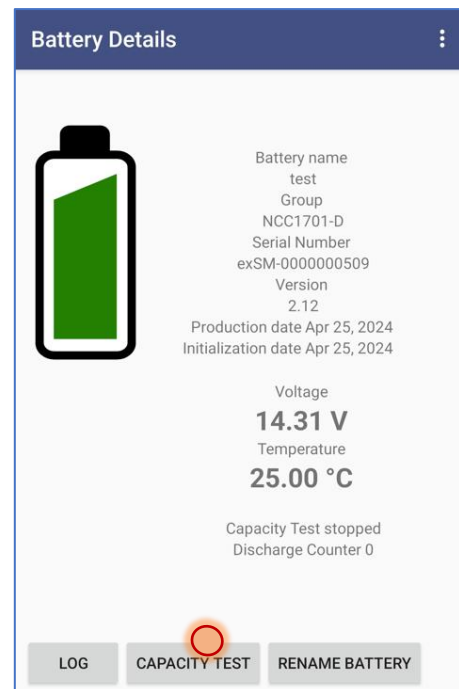 Battery Details
Battery name
test
Group
NCC1701-D
Serial Number
exSM-0000000509
Version
2.12
Production date Apr 25, 2024
Initialization date Apr 25, 2024
Voltage
14.31 V
Temperature
25.00 °C
Capacity Test stopped
Discharge Counter 0
LOG CAPACITY TEST RENAME BATTERY